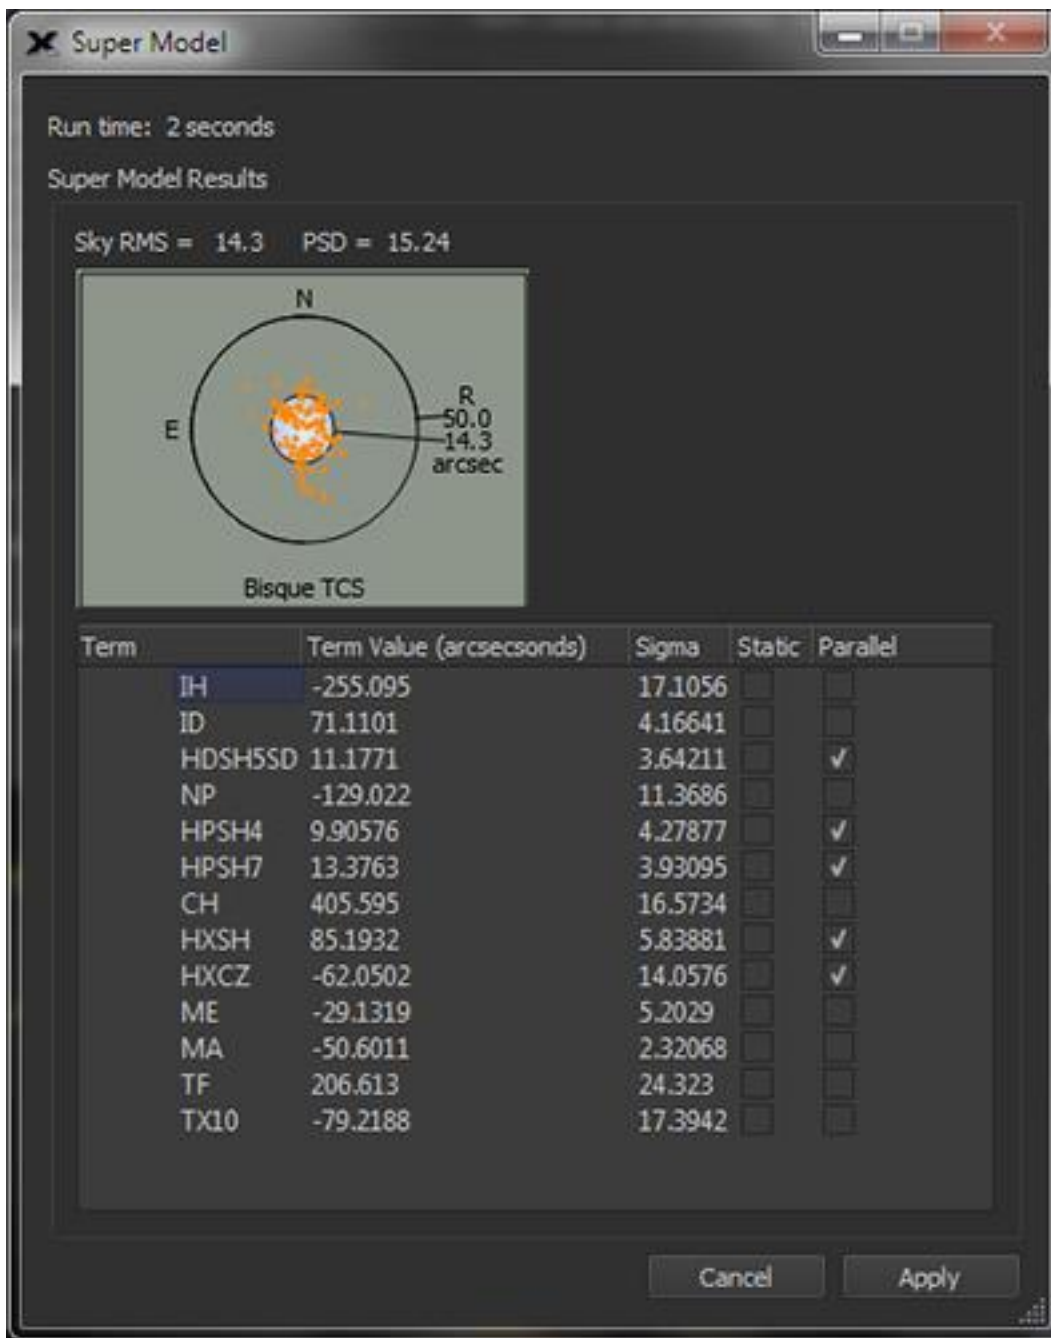 Super Model
Run time: 2 seconds
Super Model Results
Sky RMS = 14.3 PSD = 15.24
N
E
R
50.0
14.3
arcsec
Bisque TCS
Term Term Value (arcsecsonds) Sigma Static Parallel
IH -255.095 17.1056
ID 71.1101 4.16641
HDSH5SD 11.1771 3.64211
NP -129.022 11.3686
HPSH4 9.90576 4.27877
HPSH7 13.3763 3.93095
CH 405.595 16.5734
HXSH 85.1932 5.83881
HXCZ -62.0502 14.0576
ME -29.1319 5.2029
MA -50.6011 2.32068
TF 206.613 24.323
TX10 -79.2188 17.3942
Cancel Apply